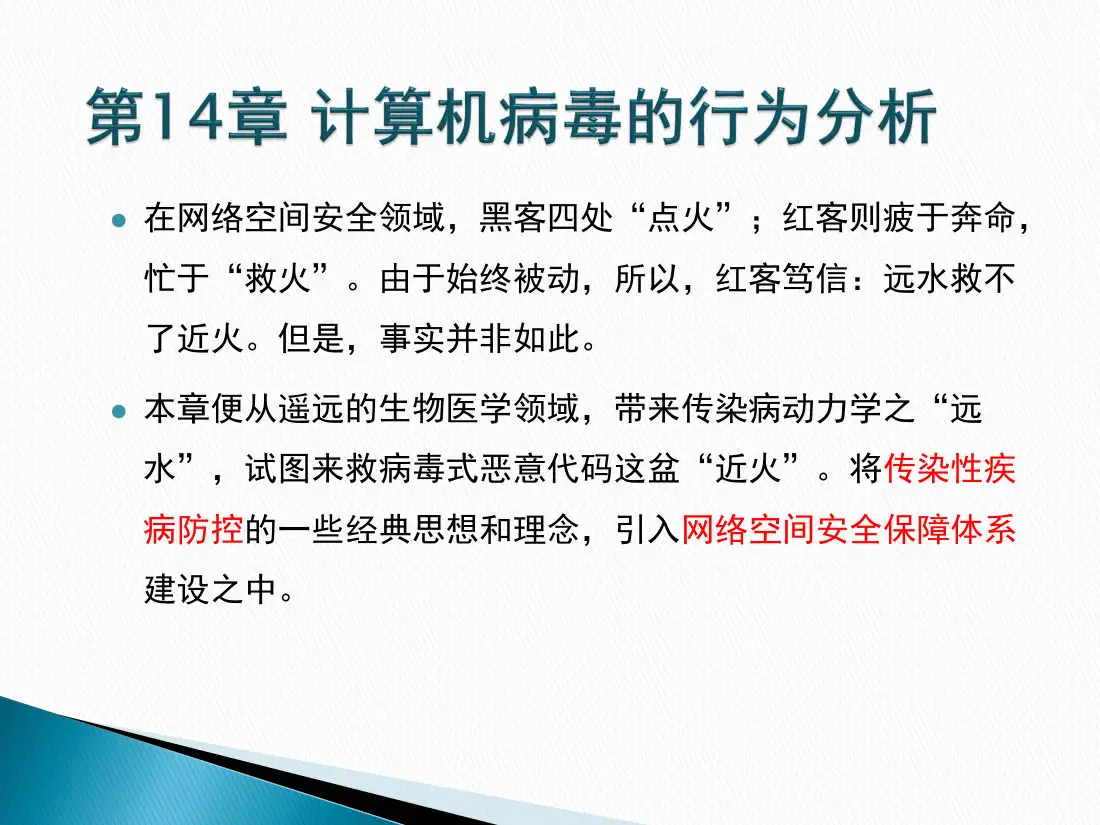 第14章 计算机病毒的行为分析
在网络空间安全领域，黑客四处“点火”；红客则疲于奔命，
忙于“救火”。由于始终被动，所以，红客笃信：远水救不
了近火。但是，事实并非如此。
本章便从遥远的生物医学领域，带来传染病动力学之“远
水”，试图来救病毒式恶意代码这盆“近火”。将传染性疾
病防控的一些经典思想和理念，引入网络空间安全保障体系
建设之中。